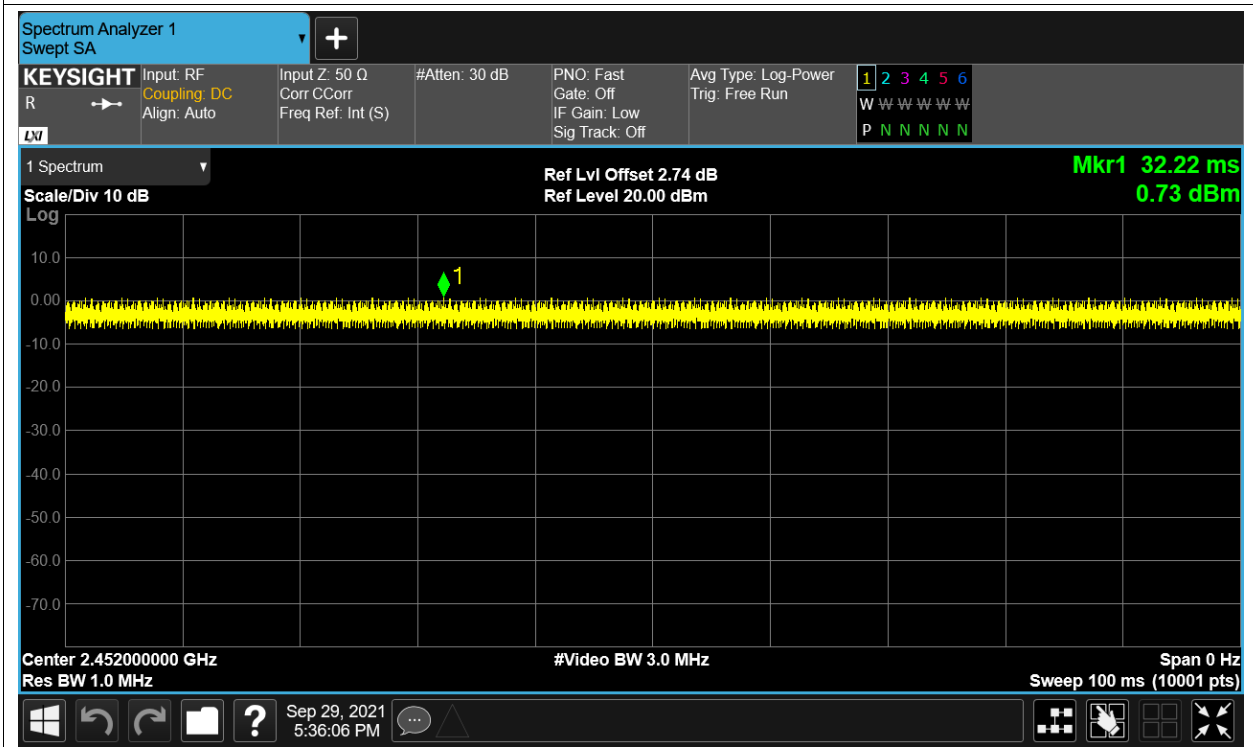 Spectrum Analyzer 1
Swept SA
KEYSIGHT Input: RF Input Z: 50 Ω #Atten: 30 dB PNO: Fast Avg Type: Log-Power 1 2 3 4 5 6
R Coupling: DC Corr CCorr Gate: Off Trig: Free Run W W W W W W
Align: Auto Freq Ref: Int (S) IF Gain: Low
LXI Sig Track: Off P N N N N N
1 Spectrum Ref Lvl Offset 2.74 dB Mkr1 32.22 ms
Scale/Div 10 dB Ref Level 20.00 dBm 0.73 dBm
Log
10.0
1
0.00
-10.0
-20.0
-30.0
-40.0
-50.0
-60.0
-70.0
Center 2.452000000 GHz #Video BW 3.0 MHz Span 0 Hz
Res BW 1.0 MHz Sweep 100 ms (10001 pts)
? Sep 29, 2021
5:36:06 PM